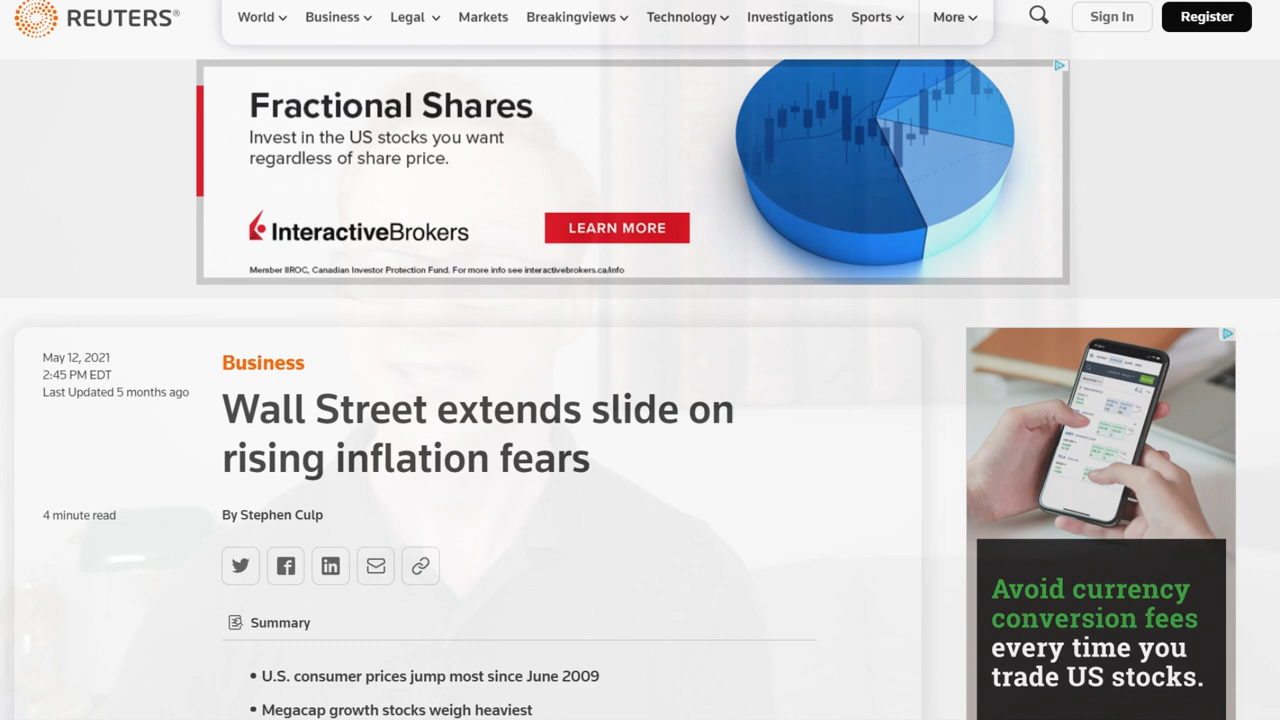 REUTERS®
World Business Legal Markets Breakingviews Technology Investigations Sports More Sign In Register
Fractional Shares
Invest in the US stocks you want
regardless of share price.
InteractiveBrokers
LEARN MORE
Member IIROC, Canadian Investor Protection Fund. For more info see interactivebrokers.ca/info
May 12, 2021
2:45 PM EDT
Last Updated 5 months ago
Business
Wall Street extends slide on
rising inflation fears
4 minute read
By Stephen Culp
Summary
• U.S. consumer prices jump most since June 2009
• Megacap growth stocks weigh heaviest
Avoid currency
conversion fees
every time you
trade US stocks.